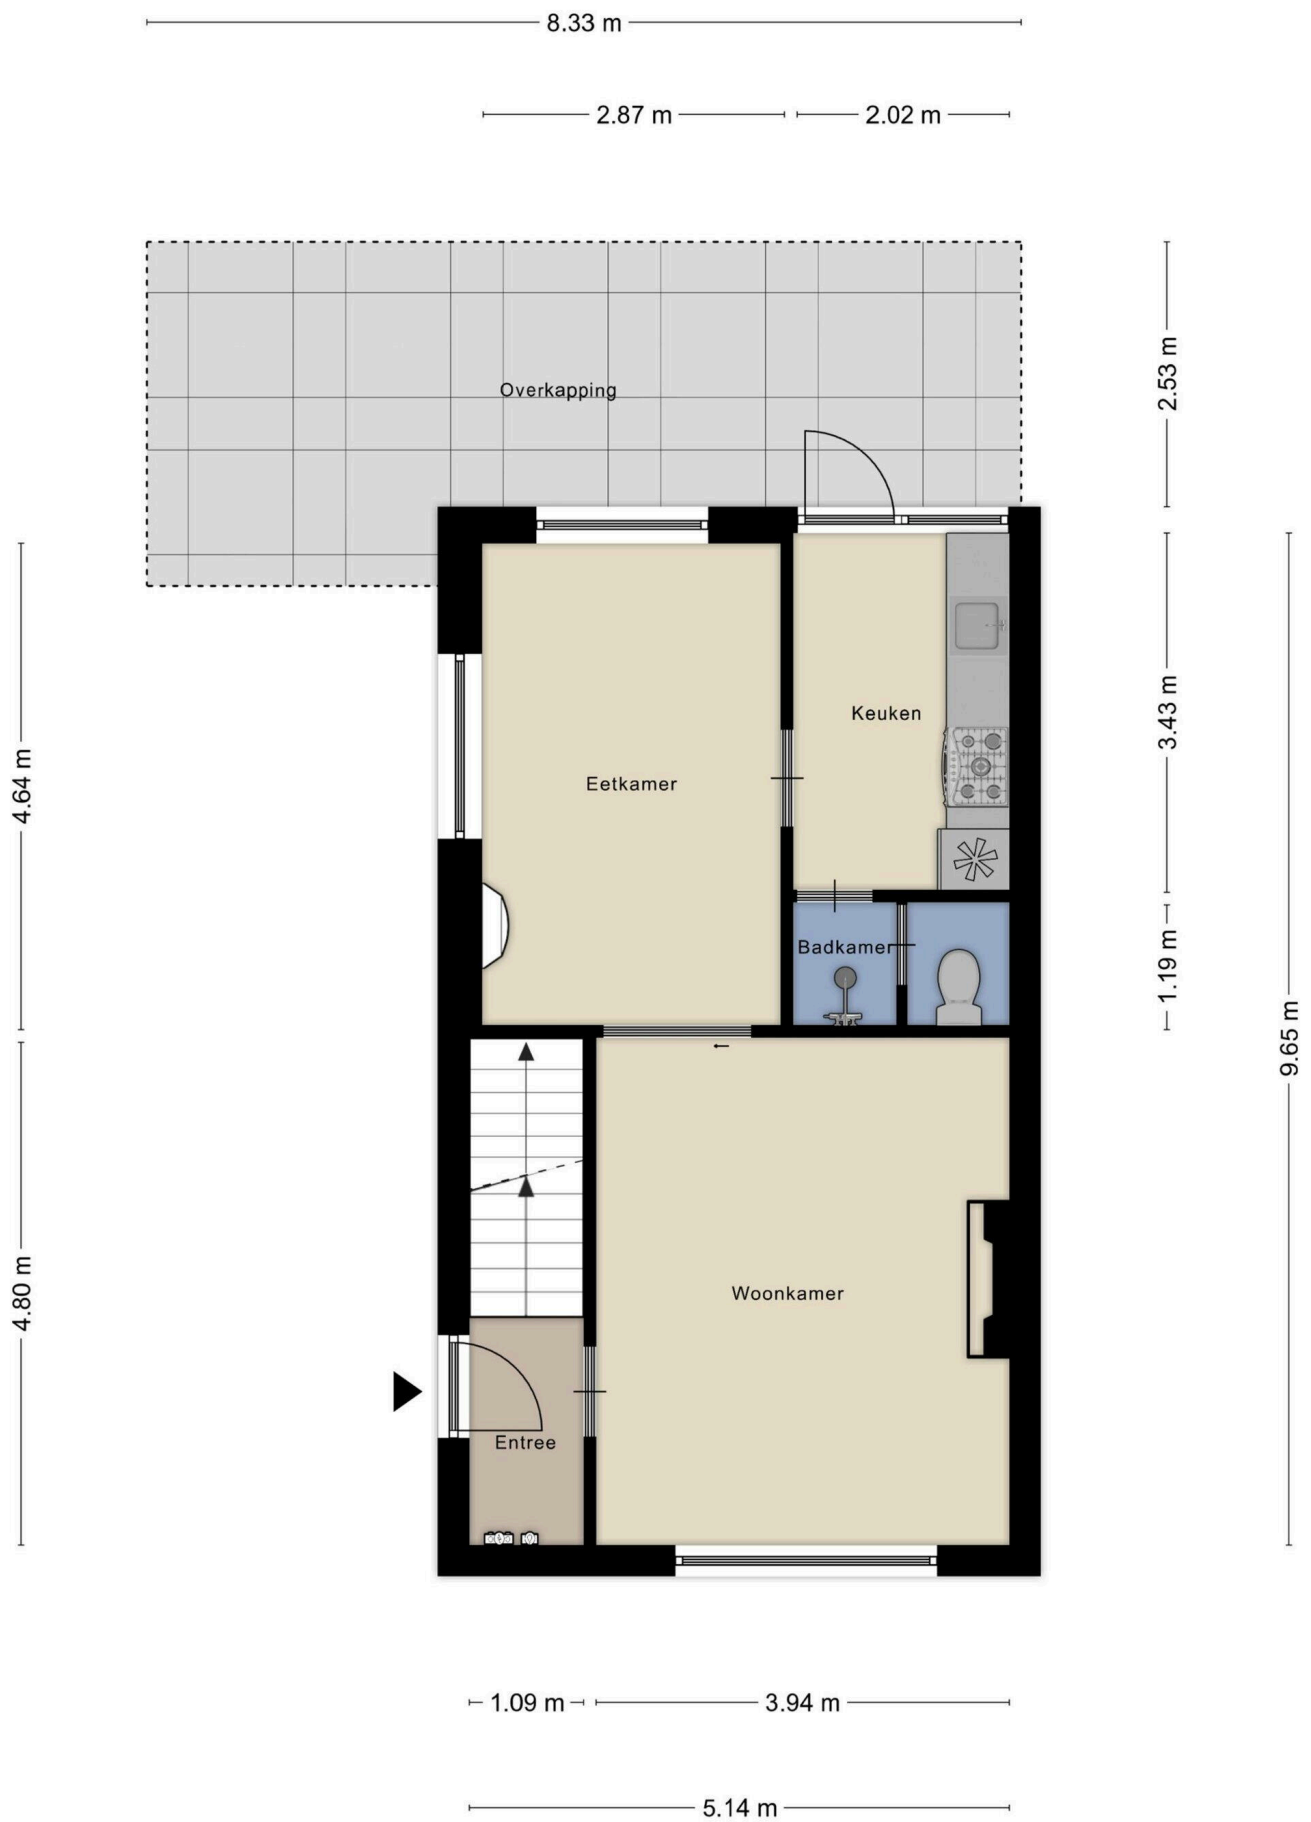 8.33 m
2.87 m
2.02 m
Overkapping
2.53 m
Keuken
3.43 m
4.64 m
Eetkamer
Badkamer
1.19 m
9.65 m
Woonkamer
4.80 m
Entree
1.09 m
3.94 m
5.14 m